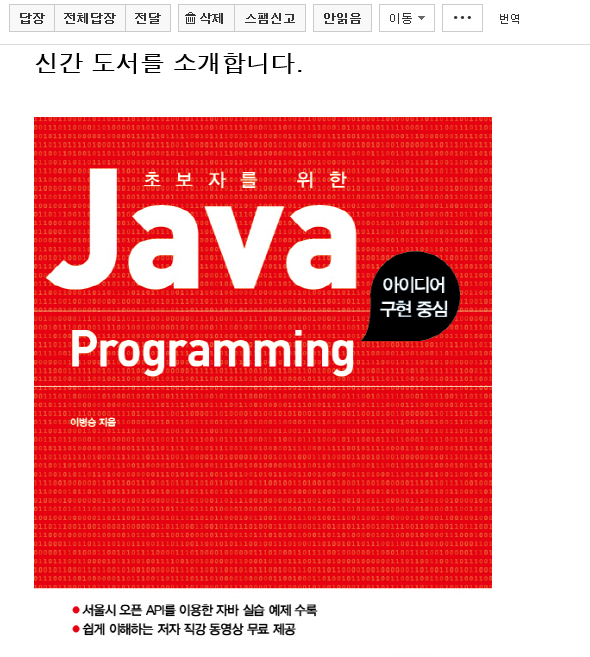 답장 전체답장 전달 삭제 스팸신고 안읽음 이동 ••• 번역
신간 도서를 소개합니다.
초보자를 위한
Java
아이디어
구현 중심
Programming
이병승 지음
● 서울시 오픈 API를 이용한 자바 실습 예제 수록
● 쉽게 이해하는 저자 직강 동영상 무료 제공